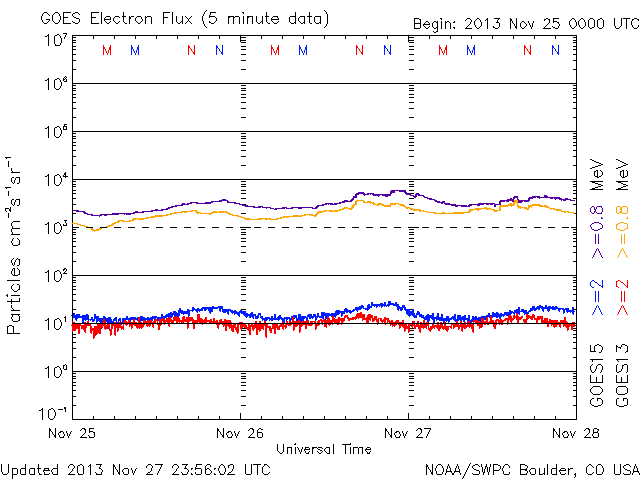 GOES Electron Flux (5 minute data)
Begin: 2013 Nov 25 0000 UTC
10⁷
M M N N M M N N M M N N
10⁶
10⁵
10⁴
10³
10²
10¹
10⁰
10⁻¹
Particles cm⁻²s⁻¹sr⁻¹
Nov 25 Nov 26 Nov 27 Nov 28
Universal Time
GOES15 >=2 >=0.8 MeV
GOES13 >=2 >=0.8 MeV
Updated 2013 Nov 27 23:56:02 UTC
NOAA/SWPC Boulder, CO USA